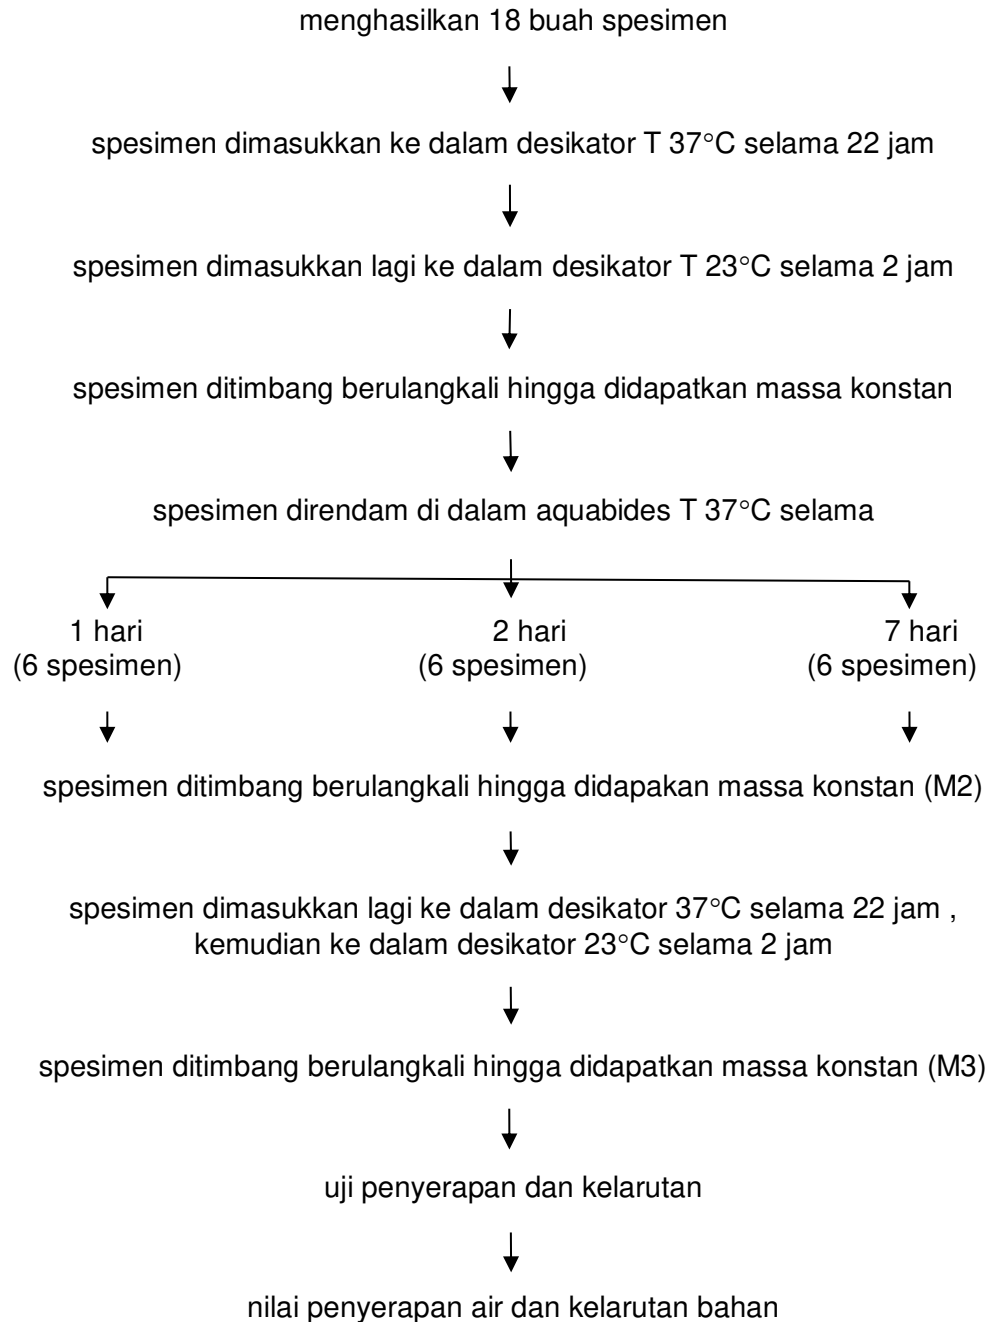 menghasilkan 18 buah spesimen
spesimen dimasukkan ke dalam desikator T 37°C selama 22 jam
spesimen dimasukkan lagi ke dalam desikator T 23°C selama 2 jam
spesimen ditimbang berulangkali hingga didapatkan massa konstan
spesimen direndam di dalam aquabides T 37°C selama
1 hari 2 hari 7 hari
(6 spesimen) (6 spesimen) (6 spesimen)
spesimen ditimbang berulangkali hingga didapakan massa konstan (M2)
spesimen dimasukkan lagi ke dalam desikator 37°C selama 22 jam ,
kemudian ke dalam desikator 23°C selama 2 jam
spesimen ditimbang berulangkali hingga didapatkan massa konstan (M3)
uji penyerapan dan kelarutan
nilai penyerapan air dan kelarutan bahan